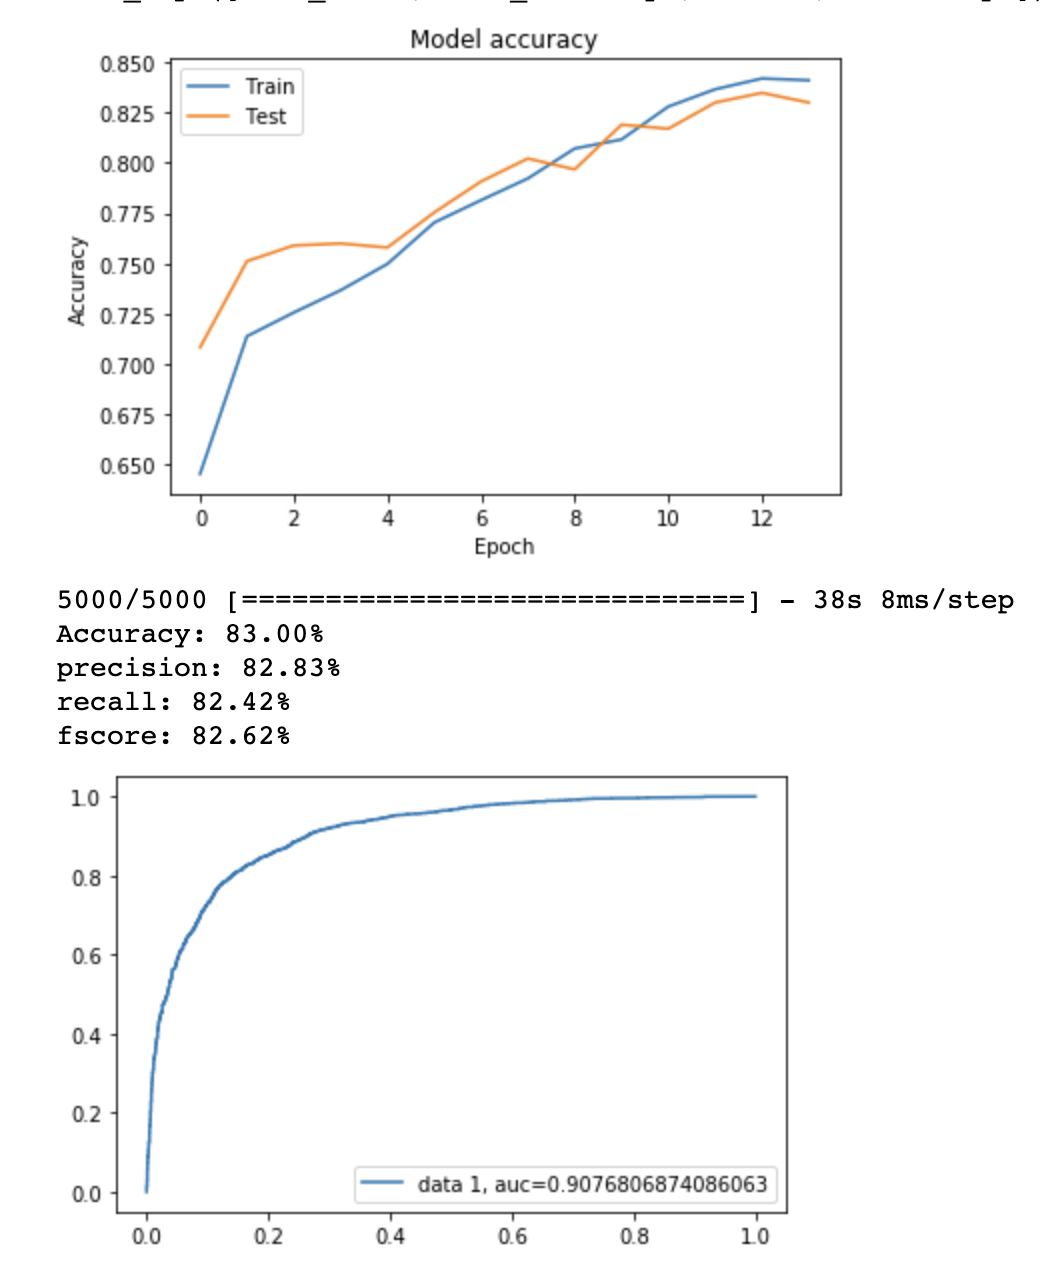 Model accuracy
0.850
0.825
0.800
0.775
0.750
0.725
0.700
0.675
0.650
Accuracy
Train
Test
0 2 4 6 8 10 12
Epoch
5000/5000 [==============================] - 38s 8ms/step
Accuracy: 83.00%
precision: 82.83%
recall: 82.42%
fscore: 82.62%
1.0
0.8
0.6
0.4
0.2
0.0
data 1, auc=0.9076806874086063
0.0 0.2 0.4 0.6 0.8 1.0